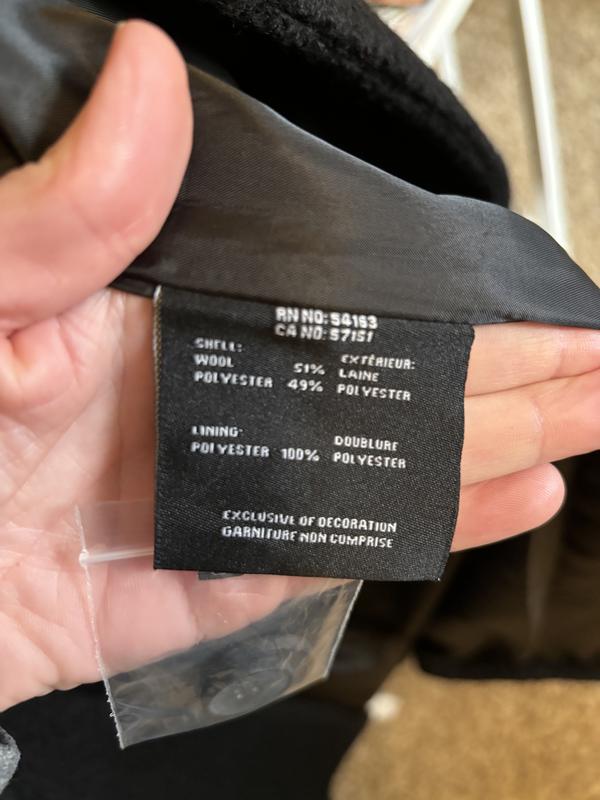 RN NO: 54163
CA NO: 57151
SHELL: EXTÉRIEUR:
WOOL 51% LAINE
POLYESTER 49% POLYESTER
LINING: DOUBLURE
POLYESTER 100% POLYESTER
EXCLUSIVE OF DECORATION
GARNITURE NON COMPRISE